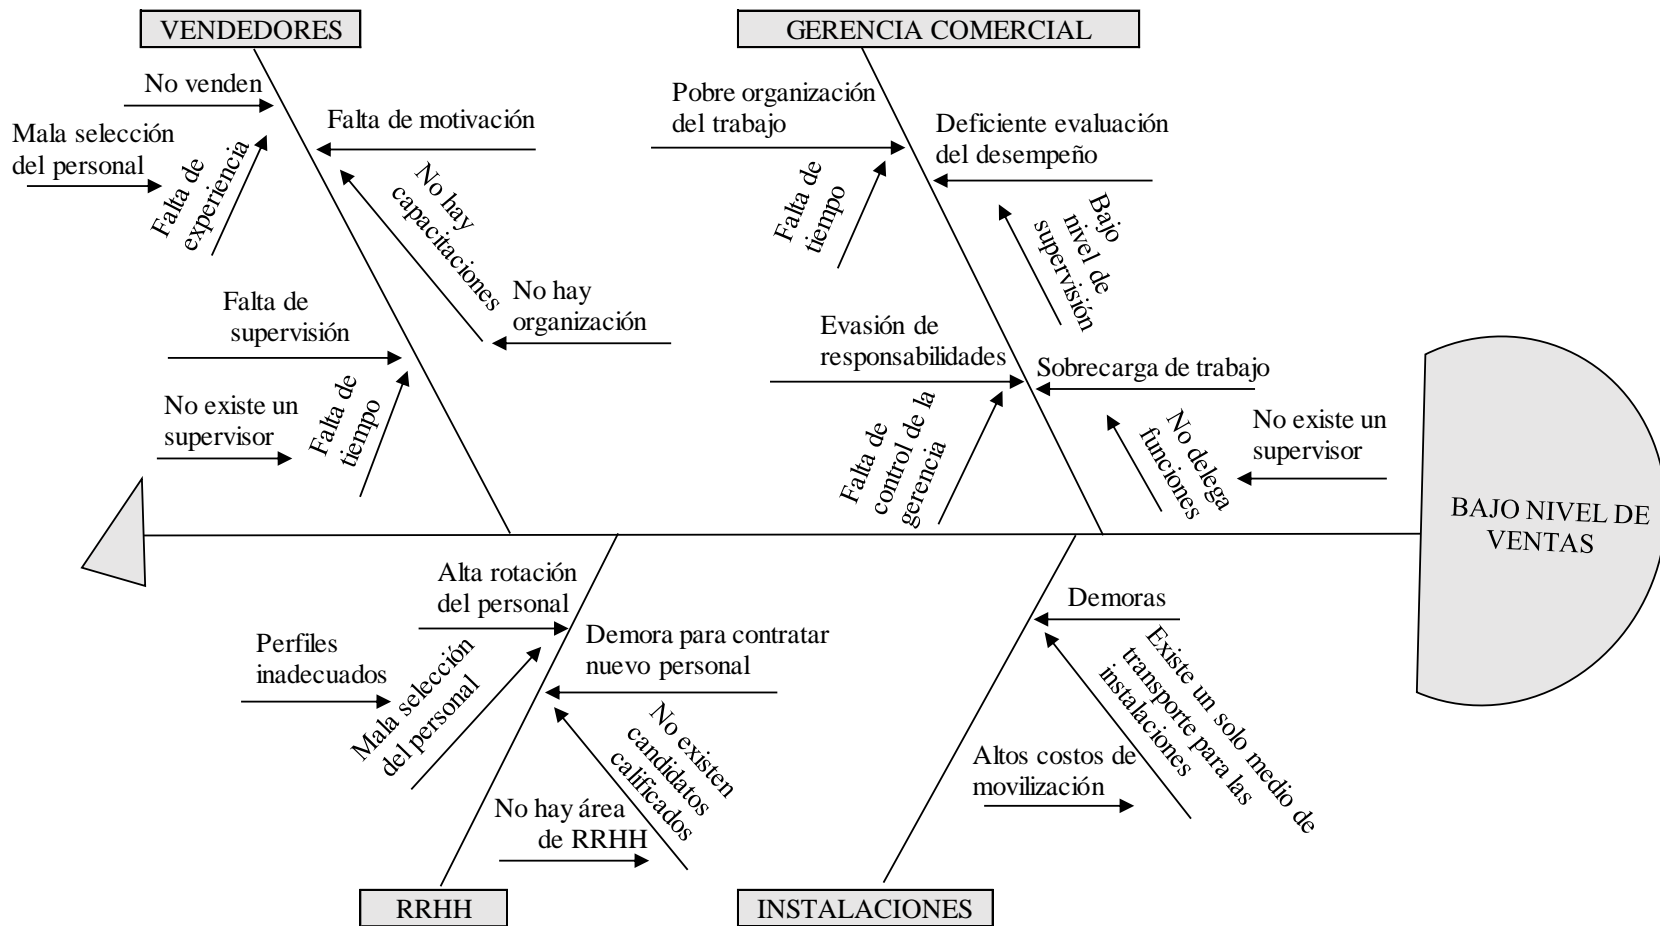 VENDEDORES
GERENCIA COMERCIAL
No venden
Mala selección
del personal
Falta de
experiencia
Falta de motivación
No hay
capacitaciones
No hay
organización
Falta de
supervisión
No existe un
supervisor
Falta de
tiempo
Pobre organización
del trabajo
Falta de
tiempo
Deficiente evaluación
del desempeño
Bajo
nivel de
supervisión
Evasión de
responsabilidades
Falta de
control de la
gerencia
Sobrecarga de trabajo
No delega
funciones
No existe un
supervisor
BAJO NIVEL DE
VENTAS
Alta rotación
del personal
Perfiles
inadecuados
Mala selección
del personal
Demora para contratar
nuevo personal
No existen
candidatos
calificados
No hay área
de RRHH
Demoras
Existe un solo medio de
transporte para las
instalaciones
Altos costos de
movilización
RRHH
INSTALACIONES